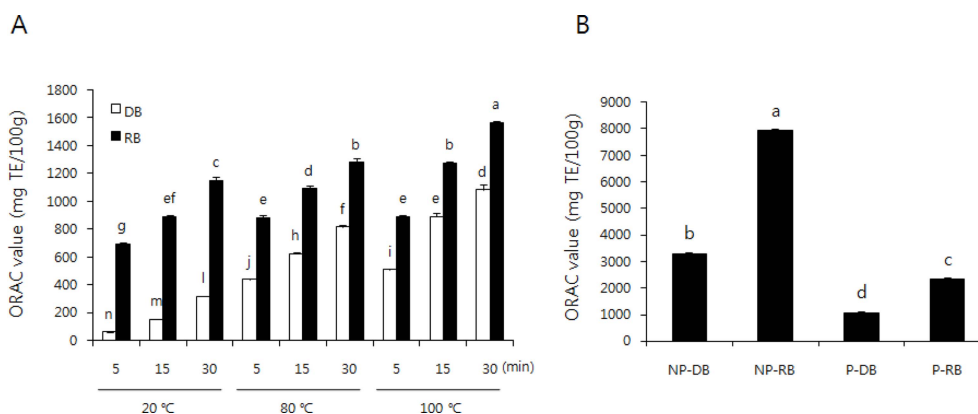 A
B
ORAC value (mg TE/100g)
1800
1600
1400
1200
1000
800
600
400
200
0
DB
RB
n
g
m
ef
l
c
j
e
h
d
f
b
i
e
e
b
d
a
5 15 30 5 15 30 5 15 30 (min)
20 ℃ 80 ℃ 100 ℃
ORAC value (mg TE/100g)
9000
8000
7000
6000
5000
4000
3000
2000
1000
0
b
a
d
c
NP-DB NP-RB P-DB P-RB